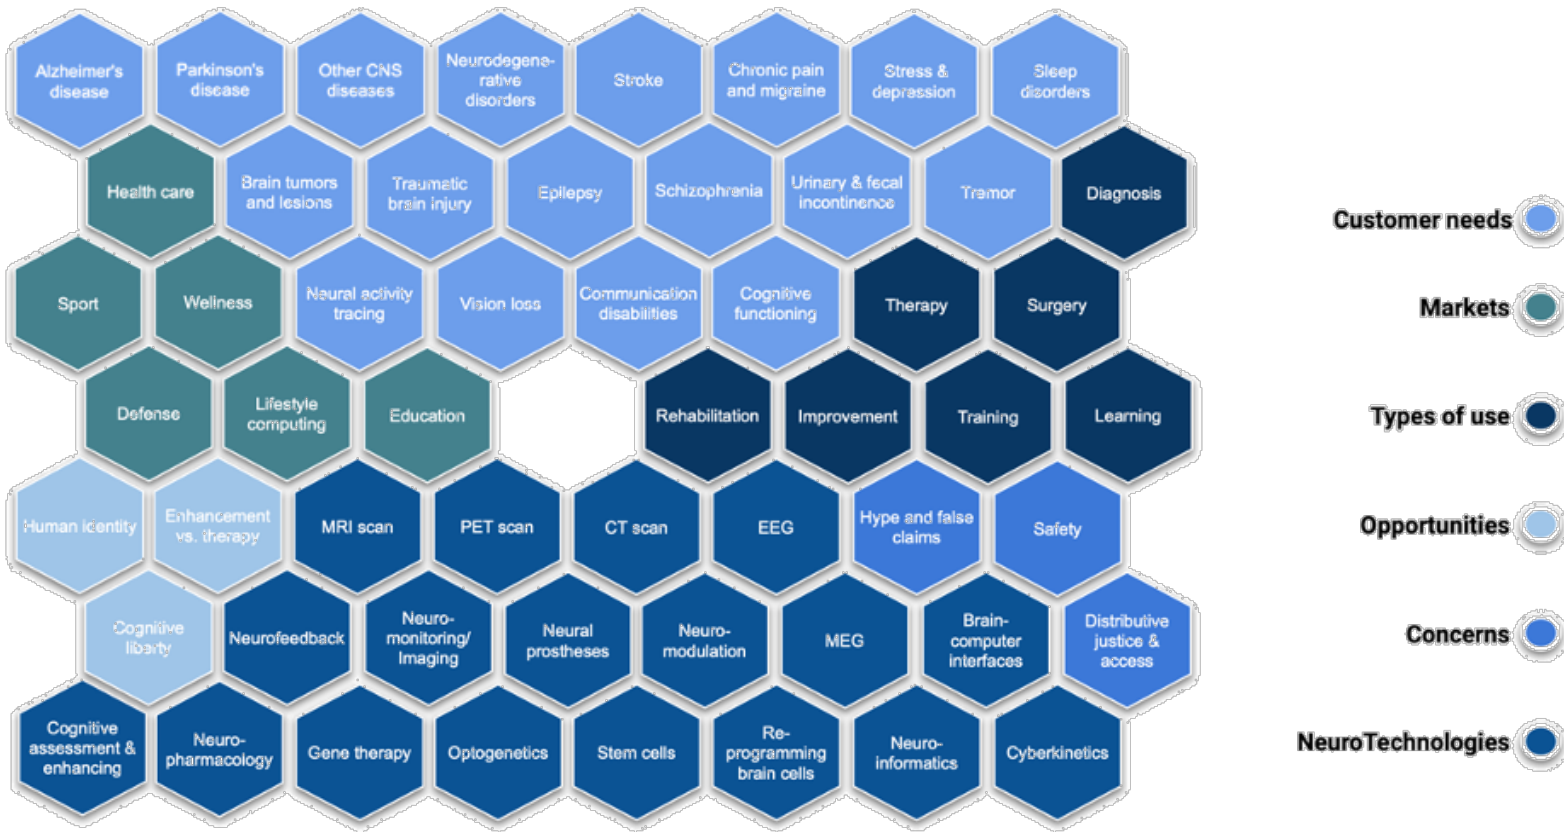 Alzheimer's
disease
Parkinson's
disease
Other CNS
diseases
Neurodegene-
rative
disorders
Stroke
Chronic pain
and migraine
Stress &
depression
Sleep
disorders
Health care
Brain tumors
and lesions
Traumatic
brain injury
Epilepsy
Schizophrenia
Urinary & fecal
incontinence
Tremor
Diagnosis
Sport
Wellness
Neural activity
tracing
Vision loss
Communication
disabilities
Cognitive
functioning
Therapy
Surgery
Defense
Lifestyle
computing
Education
Rehabilitation
Improvement
Training
Learning
Human identity
Enhancement
vs. therapy
MRI scan
PET scan
CT scan
EEG
Hype and false
claims
Safety
Cognitive
liberty
Neurofeedback
Neuro-
monitoring/
Imaging
Neural
prostheses
Neuro-
modulation
MEG
Brain-
computer
interfaces
Distributive
justice &
access
Cognitive
assessment &
enhancing
Neuro-
pharmacology
Gene therapy
Optogenetics
Stem cells
Re-
programming
brain cells
Neuro-
informatics
Cyberkinetics
Customer needs
Markets
Types of use
Opportunities
Concerns
NeuroTechnologies